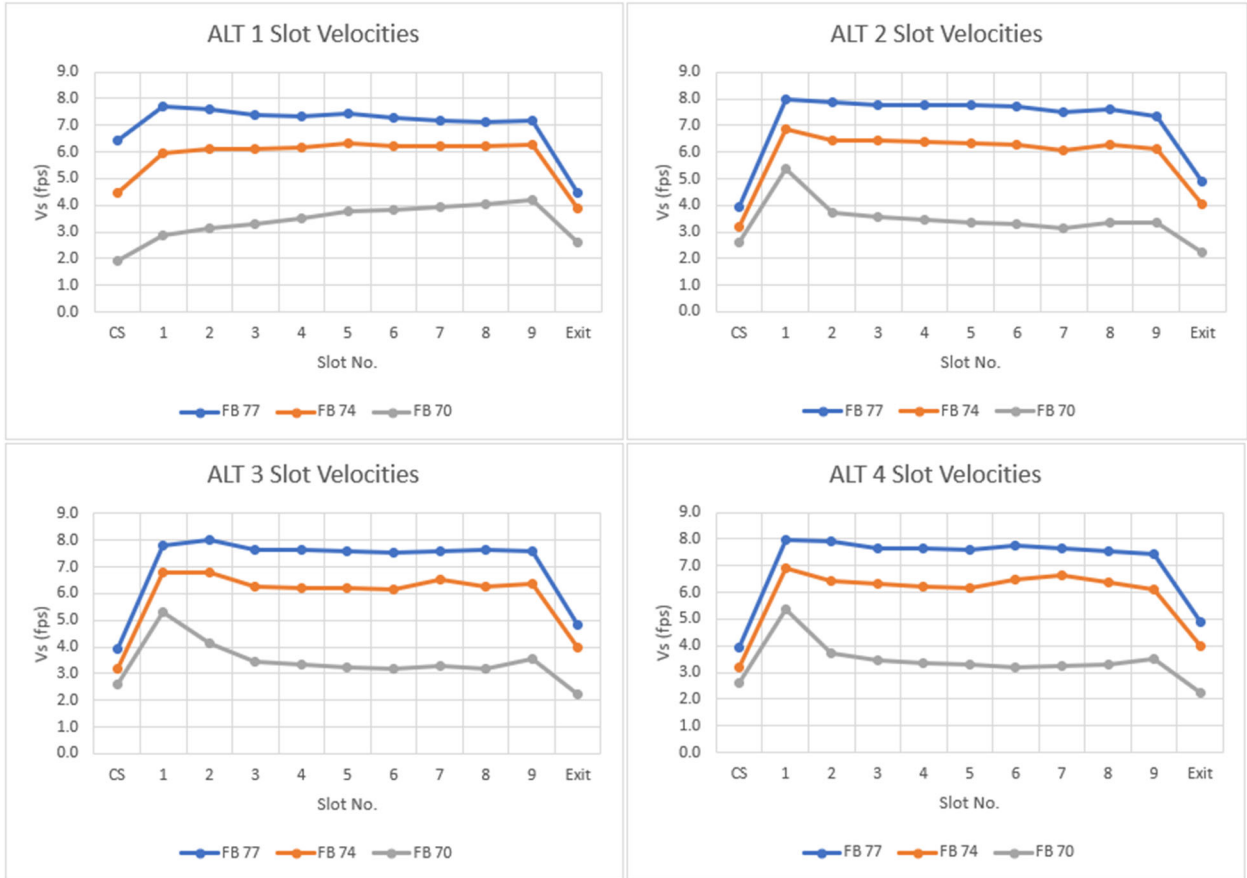 ALT 1 Slot Velocities
9.0
8.0
7.0
6.0
5.0
4.0
3.0
2.0
1.0
0.0
Vs (fps)
CS 1 2 3 4 5 6 7 8 9 Exit
Slot No.
FB 77 FB 74 FB 70
ALT 2 Slot Velocities
9.0
8.0
7.0
6.0
5.0
4.0
3.0
2.0
1.0
0.0
Vs (fps)
CS 1 2 3 4 5 6 7 8 9 Exit
Slot No.
FB 77 FB 74 FB 70
ALT 3 Slot Velocities
9.0
8.0
7.0
6.0
5.0
4.0
3.0
2.0
1.0
0.0
Vs (fps)
CS 1 2 3 4 5 6 7 8 9 Exit
Slot No.
FB 77 FB 74 FB 70
ALT 4 Slot Velocities
9.0
8.0
7.0
6.0
5.0
4.0
3.0
2.0
1.0
0.0
Vs (fps)
CS 1 2 3 4 5 6 7 8 9 Exit
Slot No.
FB 77 FB 74 FB 70